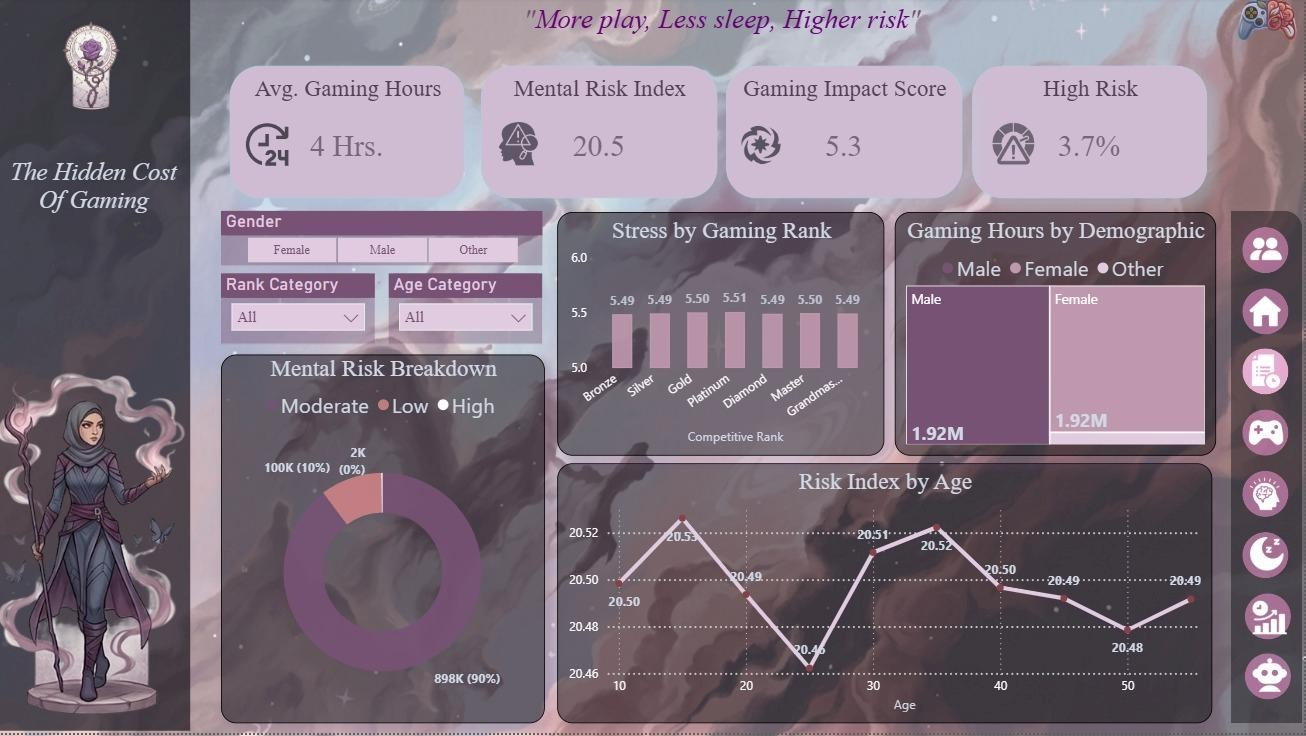 "More play, Less sleep, Higher risk"
The Hidden Cost
Of Gaming
Avg. Gaming Hours
4 Hrs.
24
Mental Risk Index
20.5
Gaming Impact Score
5.3
High Risk
3.7%
Gender
Female
Male
Other
Rank Category
All
Age Category
All
Mental Risk Breakdown
Moderate
Low
High
2K
(0%)
100K (10%)
898K (90%)
Stress by Gaming Rank
6.0
5.5
5.0
5.49
5.49
5.50
5.51
5.49
5.50
5.49
Bronze
Silver
Gold
Platinum
Diamond
Master
Grandmas...
Competitive Rank
Gaming Hours by Demographic
Male
Female
Other
Male
1.92M
Female
1.92M
Risk Index by Age
20.52
20.50
20.48
20.46
20.50
20.53
20.49
20.46
20.51
20.52
20.50
20.49
20.48
20.49
10
20
30
40
50
Age